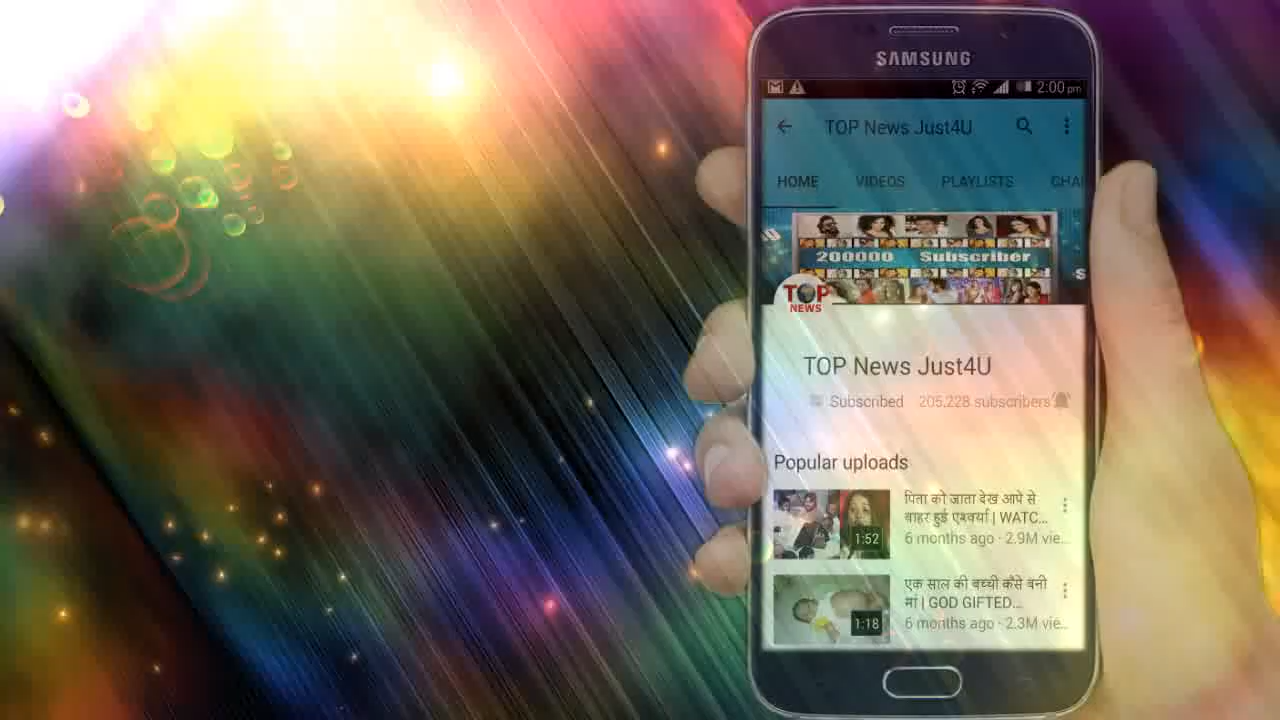 SAMSUNG
2:00 pm
TOP News Just4U
HOME VIDEOS PLAYLISTS CHA
200000 Subscriber
S
TOP
NEWS
TOP News Just4U
Subscribed 205,228 subscribers
Popular uploads
पिता को जाता देख आपे से
बाहर हुई एश्वर्या | WATC...
6 months ago · 2.9M vie...
1:52
एक साल की बच्ची कैसे बनी
मां | GOD GIFTED...
6 months ago · 2.3M vie...
1:18